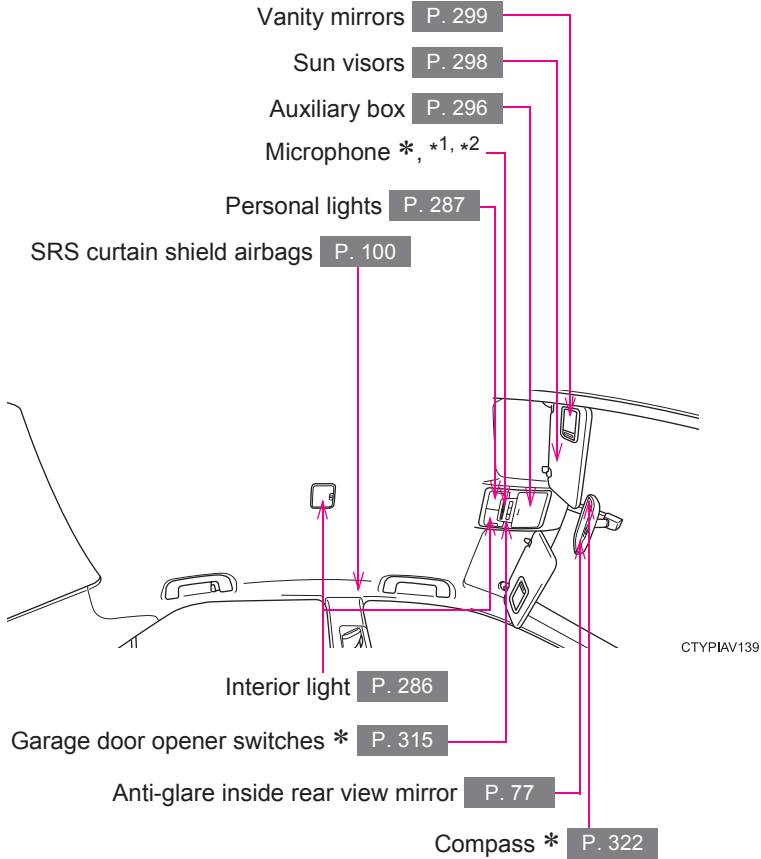 Vanity mirrors P. 299
Sun visors P. 298
Auxiliary box P. 296
Microphone *, *1, *2
Personal lights P. 287
SRS curtain shield airbags P. 100
CTYPIAV139
Interior light P. 286
Garage door opener switches * P. 315
Anti-glare inside rear view mirror P. 77
Compass * P. 322